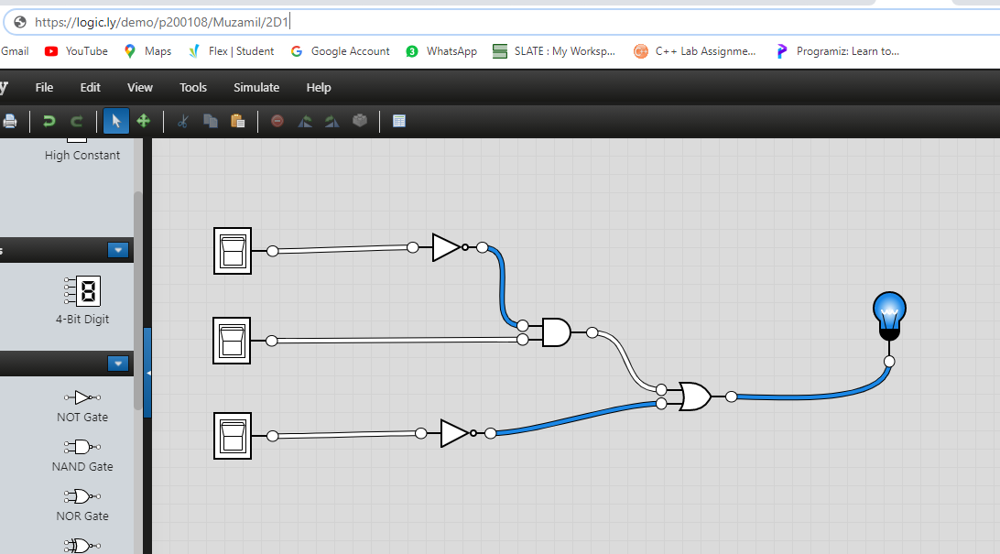 https://logic.ly/demo/p200108/Muzamil/2D1
Gmail YouTube Maps Flex | Student Google Account 3 WhatsApp SLATE : My Worksp... C++ Lab Assignme... Programiz: Learn to...
y File Edit View Tools Simulate Help
High Constant
s
8
4-Bit Digit
NOT Gate
NAND Gate
NOR Gate